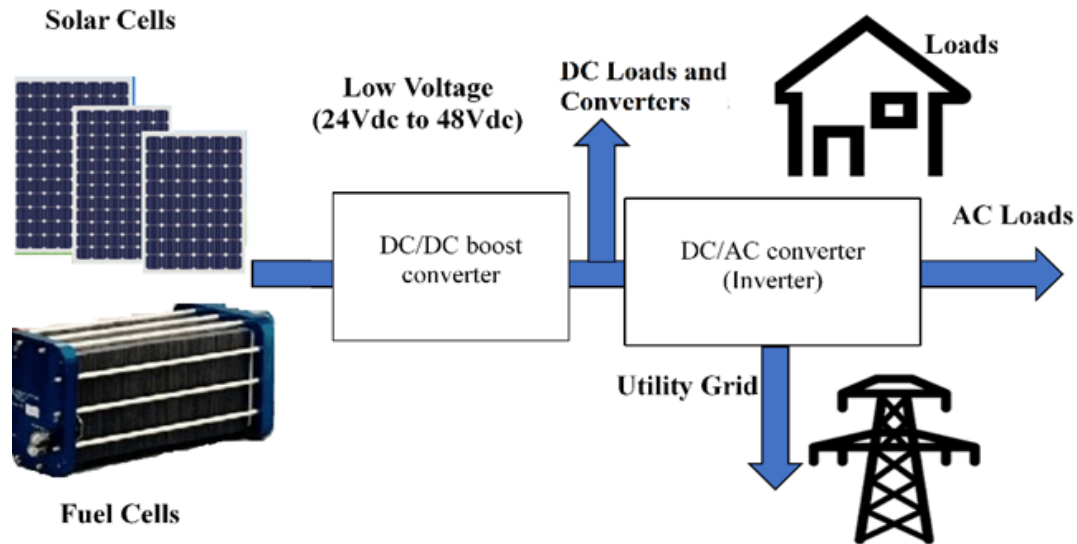 Solar Cells
Low Voltage
(24Vdc to 48Vdc)
DC Loads and
Converters
Loads
DC/DC boost
converter
DC/AC converter
(Inverter)
AC Loads
Utility Grid
Fuel Cells